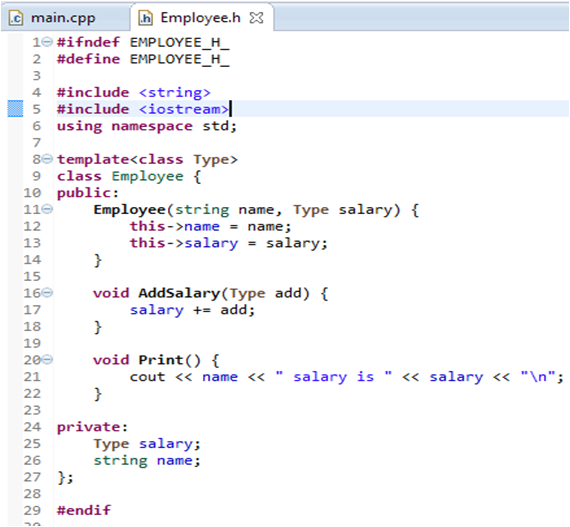 main.cpp Employee.h
1 #ifndef EMPLOYEE_H_
2 #define EMPLOYEE_H_
3
4 #include <string>
5 #include <iostream>
6 using namespace std;
7
8 template<class Type>
9 class Employee {
10 public:
11     Employee(string name, Type salary) {
12         this->name = name;
13         this->salary = salary;
14     }
15
16     void AddSalary(Type add) {
17         salary += add;
18     }
19
20     void Print() {
21         cout << name << " salary is " << salary << "\n";
22     }
23
24 private:
25     Type salary;
26     string name;
27 };
28
29 #endif